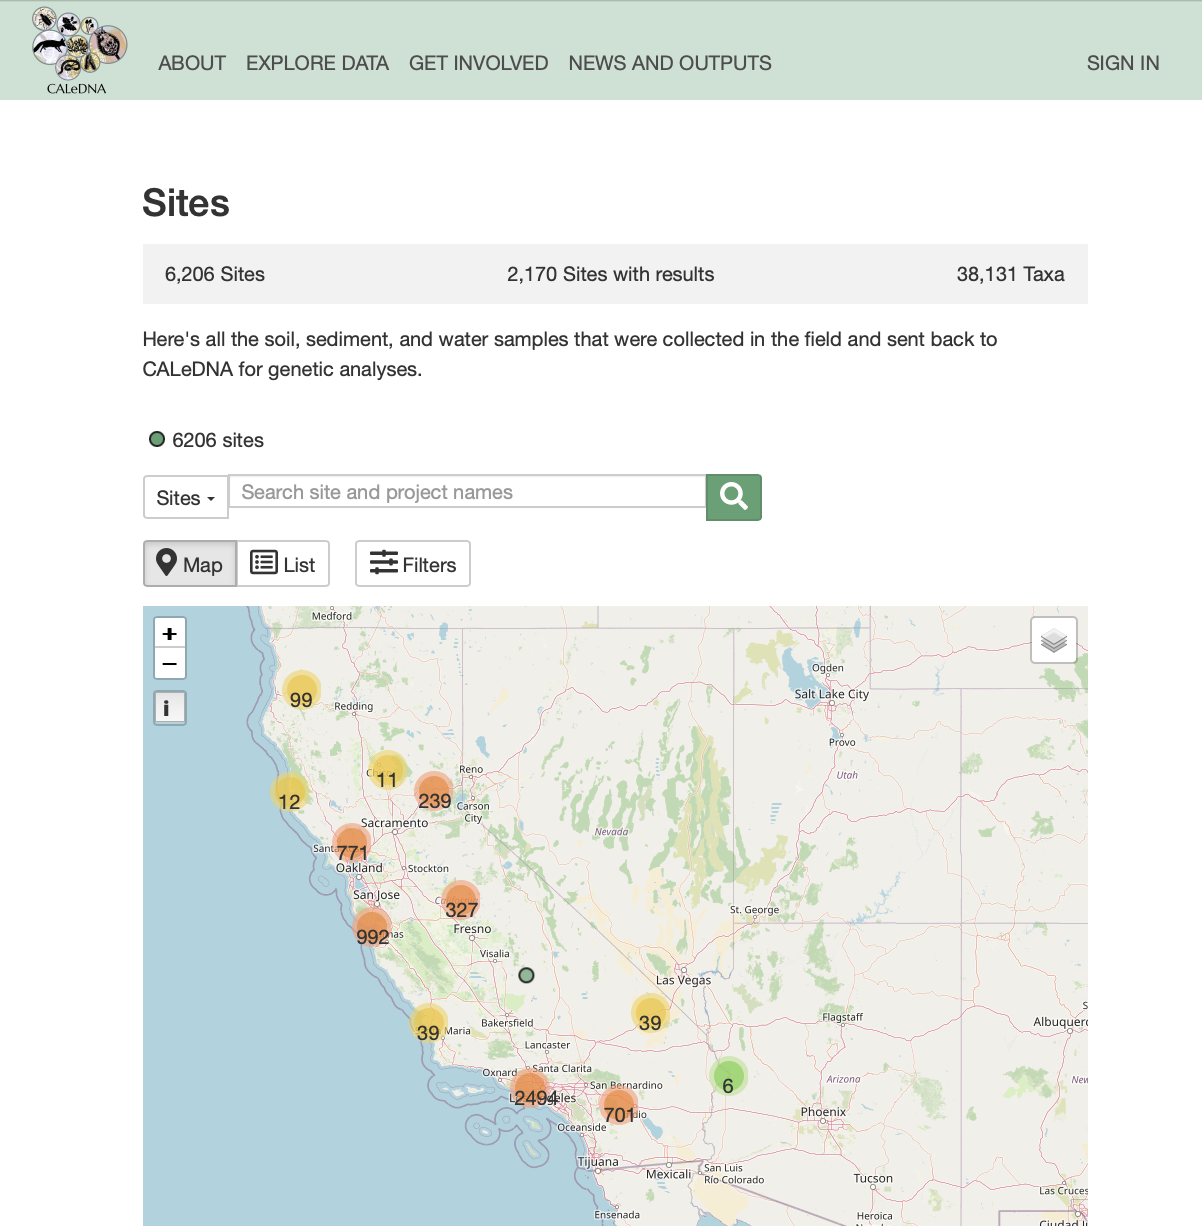 CALeDNA
ABOUT EXPLORE DATA GET INVOLVED NEWS AND OUTPUTS SIGN IN
Sites
6,206 Sites 2,170 Sites with results 38,131 Taxa
Here's all the soil, sediment, and water samples that were collected in the field and sent back to
CALeDNA for genetic analyses.
6206 sites
Sites Search site and project names
Map List Filters
Medford
+
−
i
Ogden
Salt Lake City
99
Redding
Provo
Reno
Utah
11
12
239
Carson
City
Sacramento
Nevada
771
Santa
Oakland
Stockton
San Jose
327
St. George
Fresno
992
nas
Visalia
Las Vegas
39
Maria
Bakersfield
39
Flagstaff
Albuquerq
Lancaster
Oxnard
Santa Clarita
San Bernardino
6
Arizona
New
2494
eles
701
dio
Phoenix
Oceanside
Tijuana
Mexicali
San Luis
Río Colorado
Tucson
Las Cruces
Ensenada
Heroica
Ciudad J